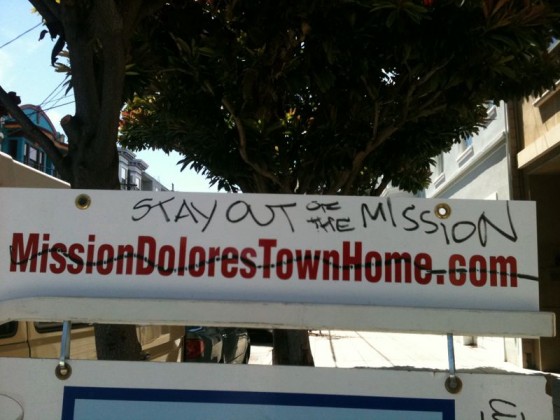 STAY OUT OF THE MISSION
MissionDoloresTownHome.com